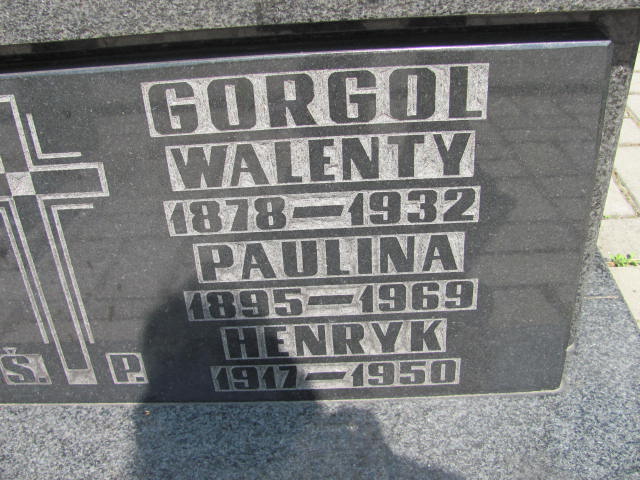 GORGOL
WALENTY
1878—1932
PAULINA
1895—1969
HENRYK
1917—1950
Ś. P.